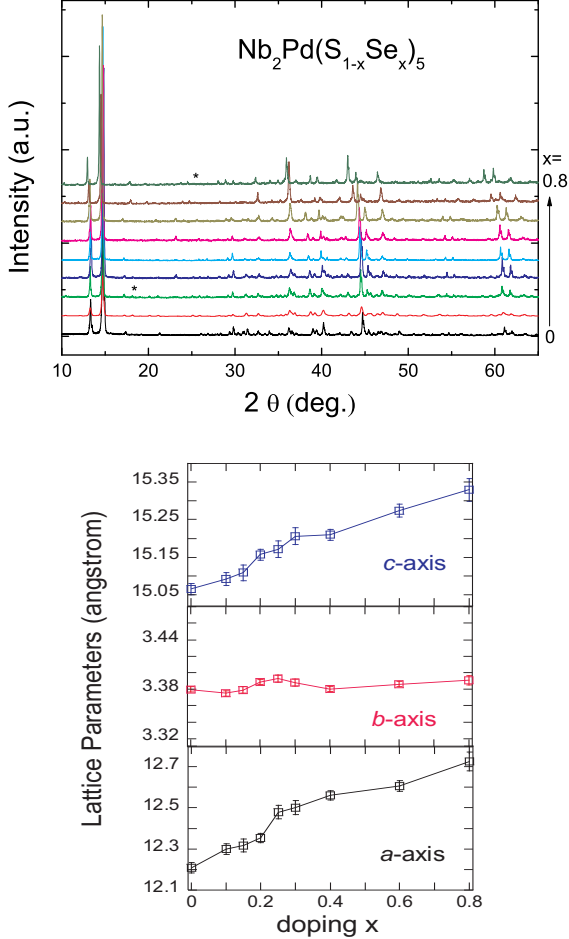 Nb2Pd(S1-xSex)5
Intensity (a.u.)
x=
0.8
0
*
*
10 20 30 40 50 60
2 θ (deg.)
Lattice Parameters (angstrom)
15.35
15.25
15.15
15.05
c-axis
3.44
3.38
3.32
b-axis
12.7
12.5
12.3
12.1
a-axis
0 0.2 0.4 0.6 0.8
doping x